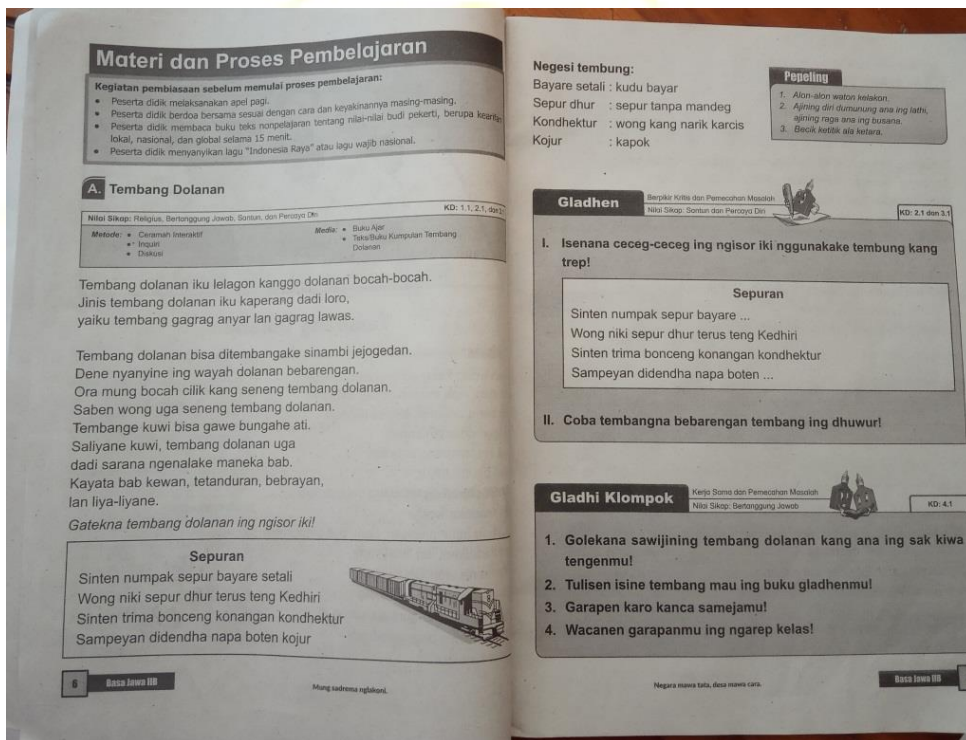 Materi dan Proses Pembelajaran
Kegiatan pembiasaan sebelum memulai proses pembelajaran:
• Peserta didik melaksanakan apel pagi.
• Peserta didik berdoa bersama sesuai dengan cara dan keyakinannya masing-masing.
• Peserta didik membaca buku teks nonpelajaran tentang nilai-nilai budi pekerti, berupa
lokal, nasional, dan global selama 15 menit.
• Peserta didik menyanyikan lagu "Indonesia Raya" atau lagu wajib nasional.
A. Tembang Dolanan
KD: 1.1, 2.1, dan
Nilai Sikap: Religius, Bertanggung Jawab, Santun, dan Percaya Diri
Metode: • Ceramah Interaktif
• Inquiri
• Diskusi
Media: • Buku Ajar
• Teks/Buku Kumpulan Tembang
Dolanan
Tembang dolanan iku lelagon kanggo dolanan bocah-bocah.
Jinis tembang dolanan iku kaperang dadi loro,
yaiku tembang gagrag anyar lan gagrag lawas.
Tembang dolanan bisa ditembangake sinambi jejogedan.
Dene nyanyine ing wayah dolanan bebarengan.
Ora mung bocah cilik kang seneng tembang dolanan.
Saben wong uga seneng tembang dolanan.
Tembange kuwi bisa gawe bungahe ati.
Saliyane kuwi, tembang dolanan uga
dadi sarana ngenalake maneka bab.
Kayata bab kewan, tetanduran, bebrayan,
lan liya-liyane.
Gatekna tembang dolanan ing ngisor iki!
Sepuran
Sinten numpak sepur bayare setali
Wong niki sepur dhur terus teng Kedhiri
Sinten trima bonceng konangan kondhektur
Sampeyan didendha napa boten kojur
6 Basa Jawa IIB
Mung sadrema nglakoni.
Negesi tembung:
Bayare setali : kudu bayar
Sepur dhur : sepur tanpa mandeg
Kondhektur : wong kang narik karcis
Kojur : kapok
Pepeling
1. Alon-alon waton kelakon.
2. Ajining diri dumunung ana ing lathi,
ajining raga ana ing busana.
3. Becik ketitik ala ketara.
Gladhen
Berpikir Kritis dan Pemecahan Masalah
Nilai Sikap: Santun dan Percaya Diri
KD: 2.1 dan 3.1
I. Isenana ceceg-ceceg ing ngisor iki nggunakake tembung kang
trep!
Sepuran
Sinten numpak sepur bayare ...
Wong niki sepur dhur terus teng Kedhiri
Sinten trima bonceng konangan kondhektur
Sampeyan didendha napa boten ...
II. Coba tembangna bebarengan tembang ing dhuwur!
Gladhi Klompok
Kerja Sama dan Pemecahan Masalah
Nilai Sikap: Bertanggung Jawab
KD: 4.1
1. Golekana sawijining tembang dolanan kang ana ing sak kiwa
tengenmu!
2. Tulisen isine tembang mau ing buku gladhenmu!
3. Garapen karo kanca samejamu!
4. Wacanen garapanmu ing ngarep kelas!
Negara mawa tata, desa mawa cara.
Basa Jawa IIB